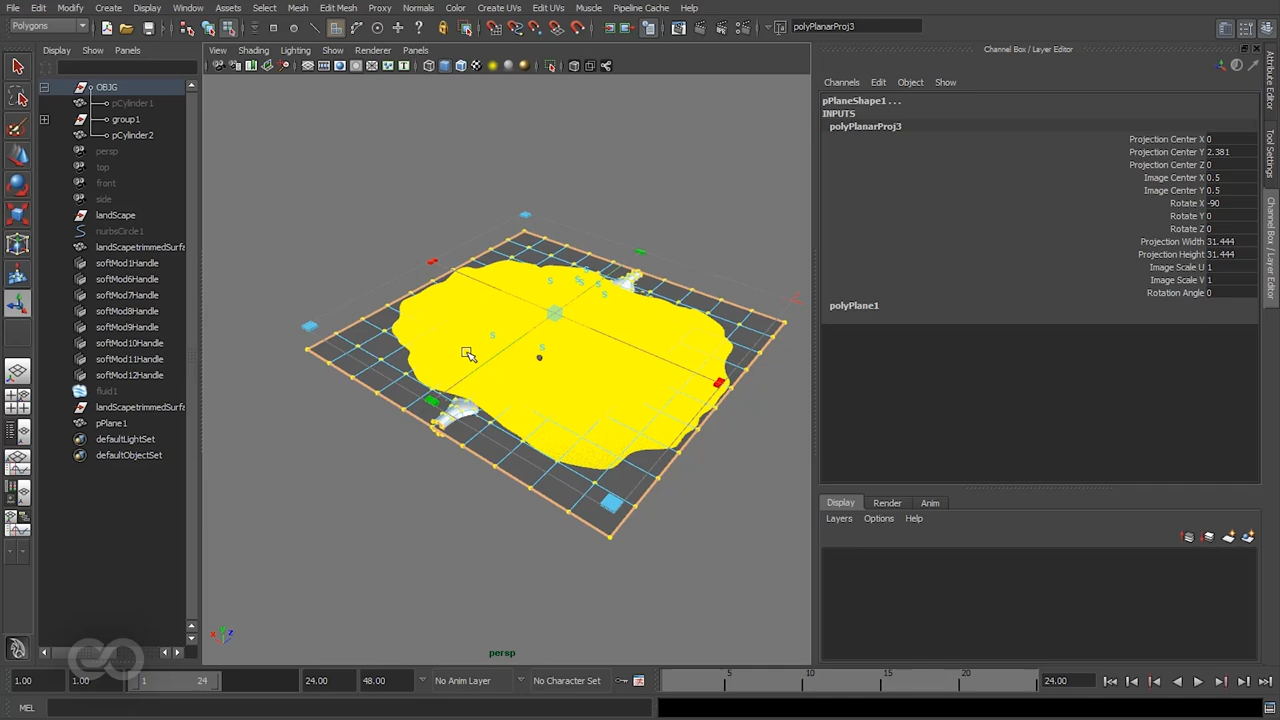 File Edit Modify Create Display Window Assets Select Mesh Edit Mesh Proxy Normals Color Create UVs Edit UVs Muscle Pipeline Cache Help
Polygons
polyPlanarProj3
Channel Box / Layer Editor
Display Show Panels
View Shading Lighting Show Renderer Panels
Channels Edit Object Show
OBJG
pCylinder1
group1
pCylinder2
persp
top
front
side
landScape
nurbsCircle1
landScapetrimmedSurfa
softMod1Handle
softMod6Handle
softMod7Handle
softMod8Handle
softMod9Handle
softMod10Handle
softMod11Handle
softMod12Handle
fluid1
landScapetrimmedSurfa
pPlane1
defaultLightSet
defaultObjectSet
persp
pPlaneShape1 . . .
INPUTS
polyPlanarProj3
Projection Center X 0
Projection Center Y 2.381
Projection Center Z 0
Image Center X 0.5
Image Center Y 0.5
Rotate X -90
Rotate Y 0
Rotate Z 0
Projection Width 31.444
Projection Height 31.444
Image Scale U 1
Image Scale V 1
Rotation Angle 0
polyPlane1
Attribute Editor
Tool Settings
Channel Box / Layer Editor
Display Render Anim
Layers Options Help
1.00 1.00 1 24 24.00 48.00 No Anim Layer No Character Set 5 10 15 20 24.00
MEL